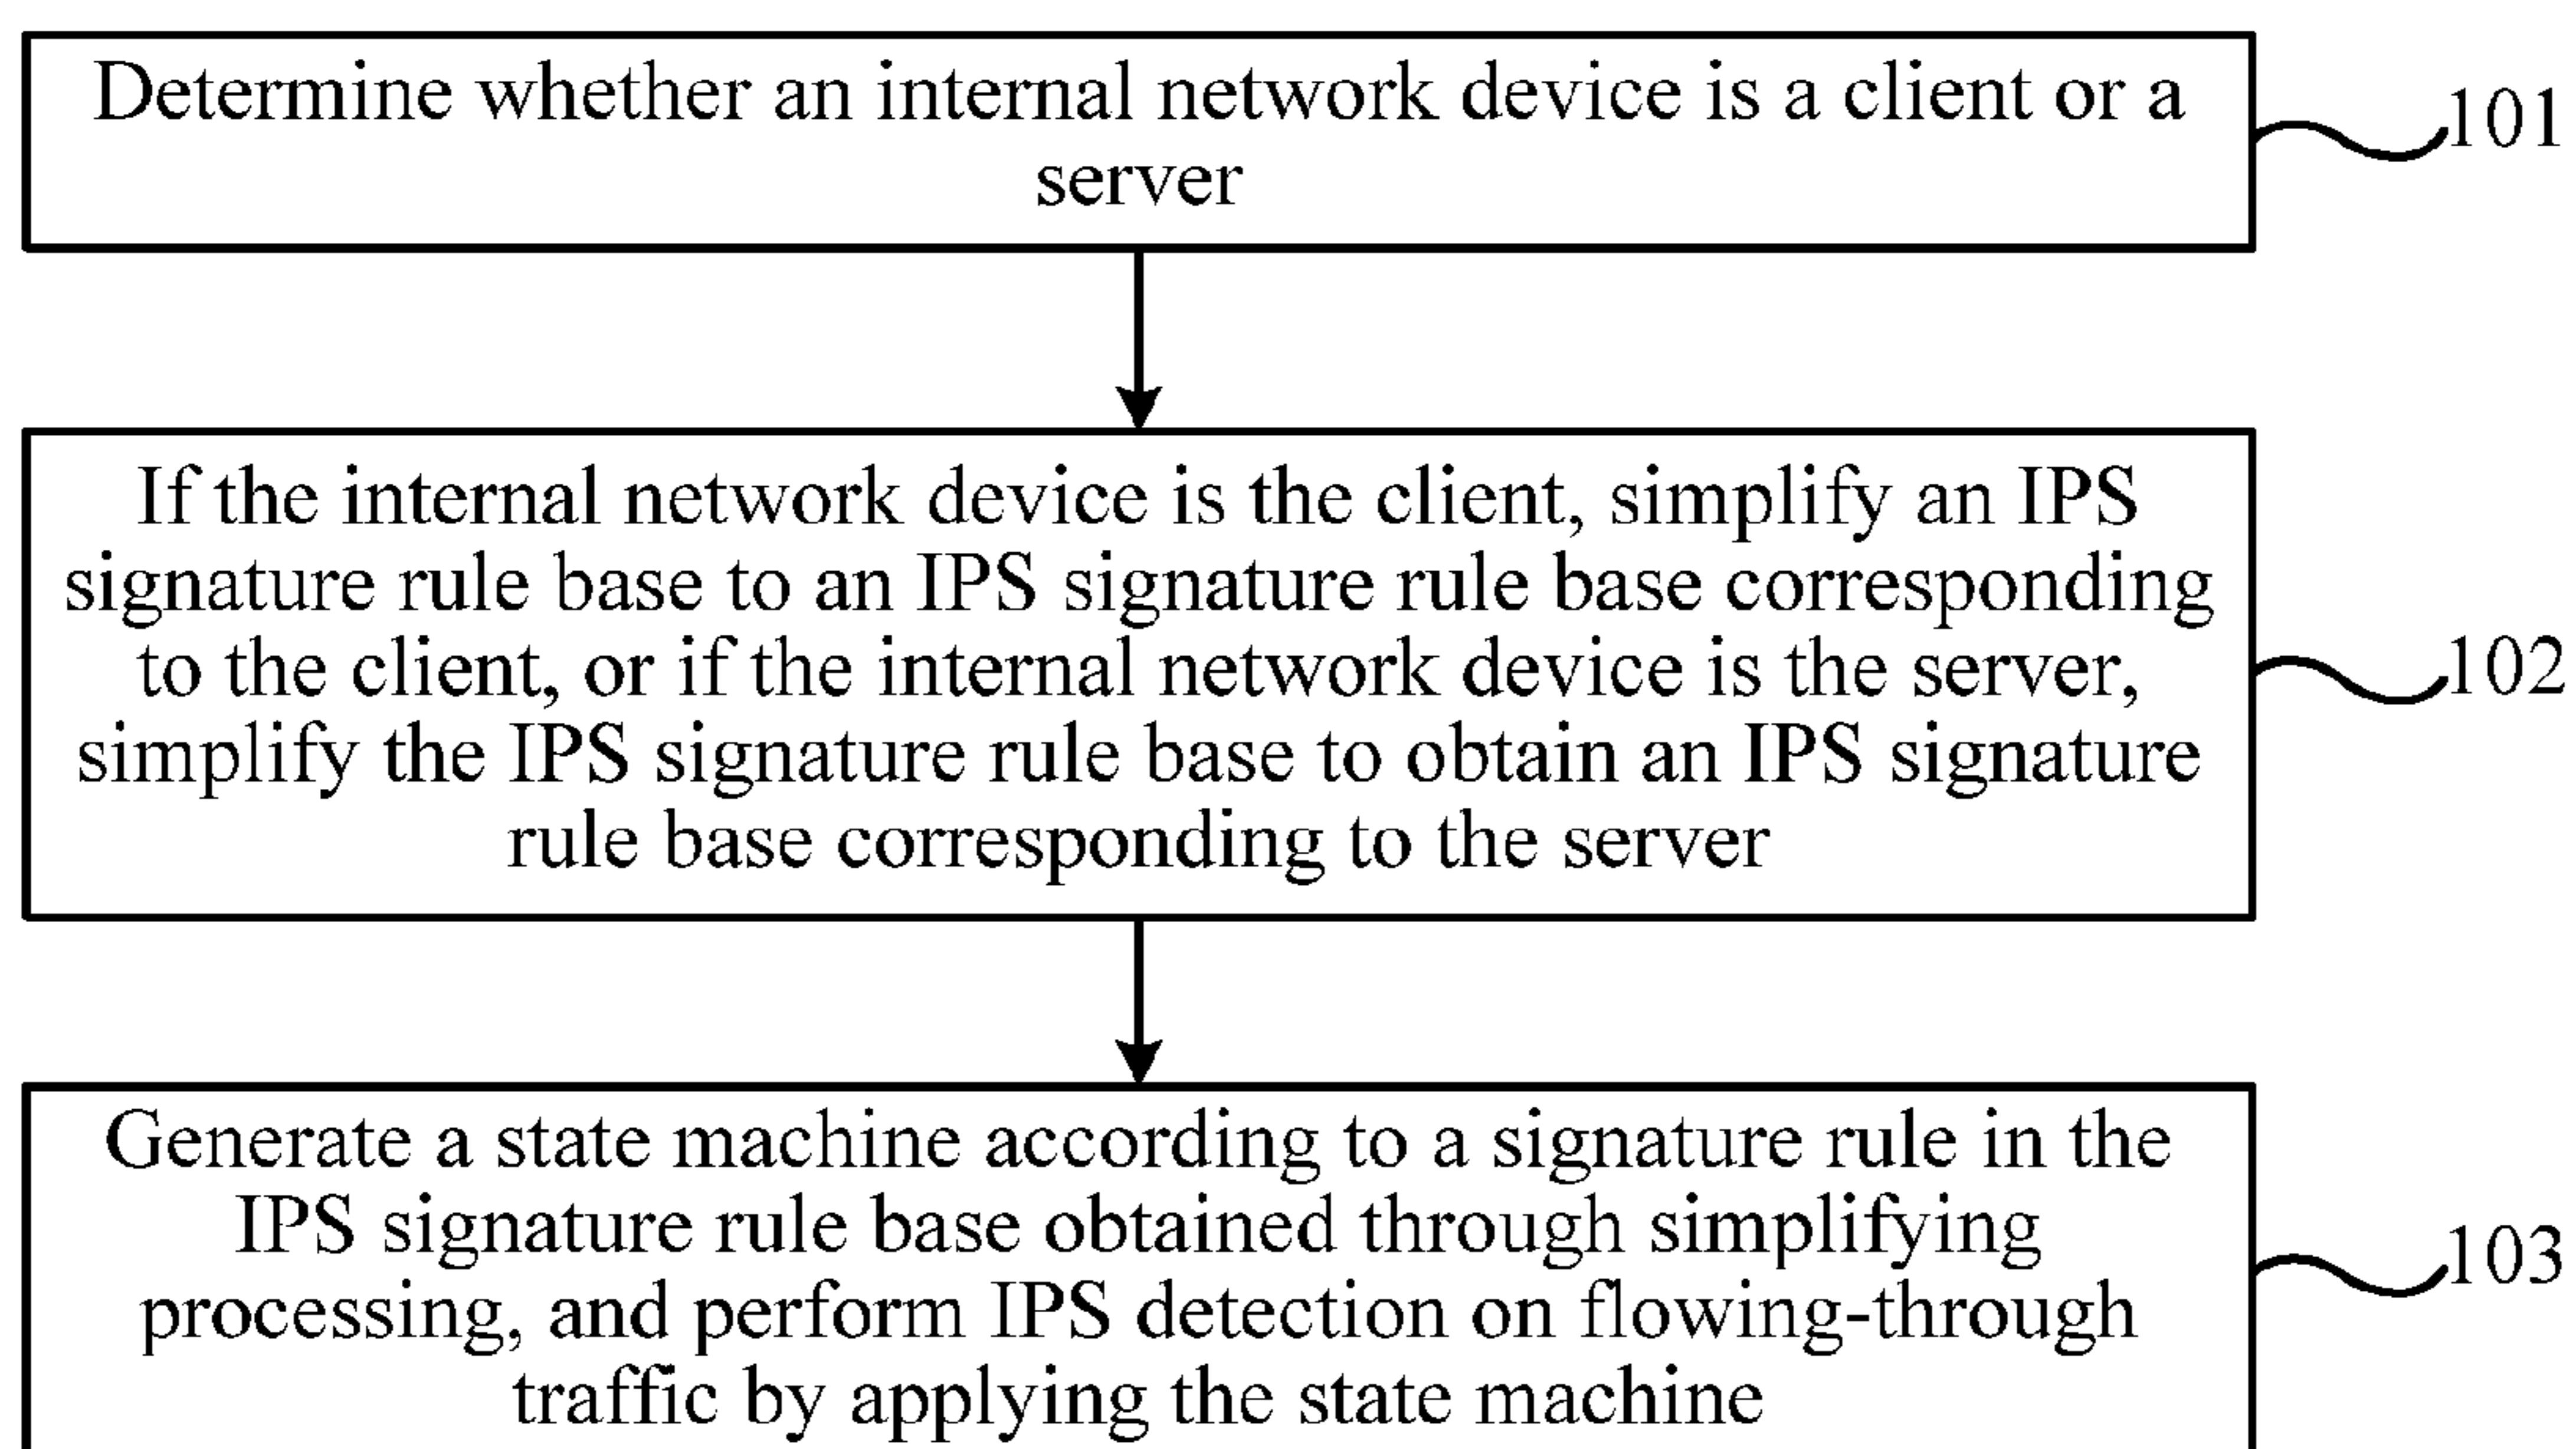 Determine whether an internal network device is a client or a
server
101
If the internal network device is the client, simplify an IPS
signature rule base to an IPS signature rule base corresponding
to the client, or if the internal network device is the server,
simplify the IPS signature rule base to obtain an IPS signature
rule base corresponding to the server
102
Generate a state machine according to a signature rule in the
IPS signature rule base obtained through simplifying
processing, and perform IPS detection on flowing-through
traffic by applying the state machine
103